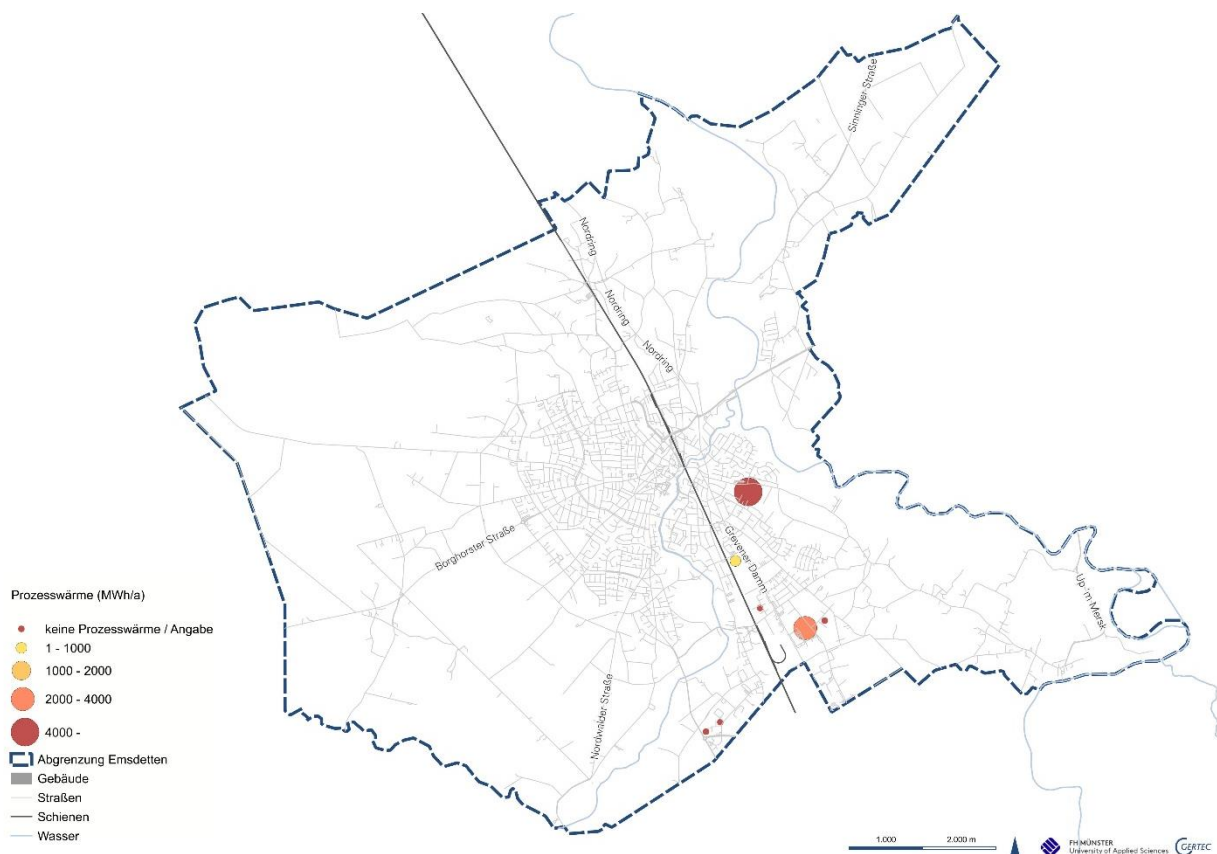 Sinninger Straße
Nordring
Nordring
Nordring
Borghorster Straße
Grevener Damm
Up 'm Mersk
Nordwalder Straße
Prozesswärme (MWh/a)
keine Prozesswärme / Angabe
1 - 1000
1000 - 2000
2000 - 4000
4000 -
Abgrenzung Emsdetten
Gebäude
Straßen
Schienen
Wasser
1.000 2.000 m
FH MÜNSTER
University of Applied Sciences
GERTEC